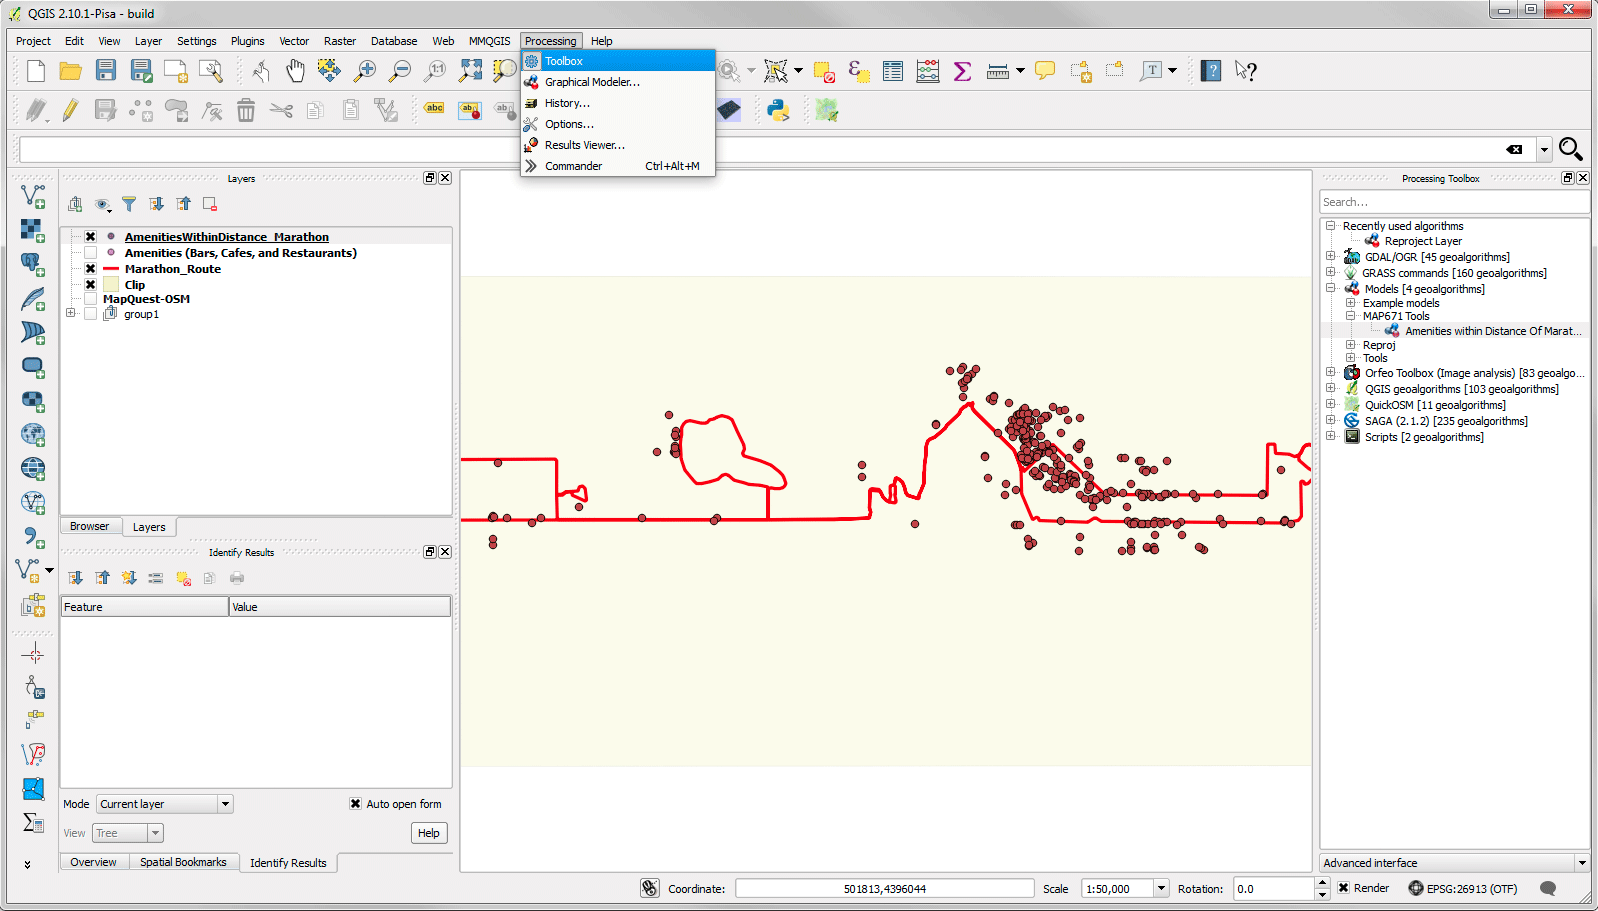 QGIS 2.10.1-Pisa - build
Project Edit View Layer Settings Plugins Vector Raster Database Web MMQGIS Processing Help
Toolbox
Graphical Modeler...
History...
Options...
Results Viewer...
Commander Ctrl+Alt+M
Layers
AmenitiesWithinDistance_Marathon
Amenities (Bars, Cafes, and Restaurants)
Marathon_Route
Clip
MapQuest-OSM
group1
Browser Layers
Identify Results
Feature Value
Mode Current layer Auto open form
View Tree Help
Overview Spatial Bookmarks Identify Results
Processing Toolbox
Search...
Recently used algorithms
Reproject Layer
GDAL/OGR [45 geoalgorithms]
GRASS commands [160 geoalgorithms]
Models [4 geoalgorithms]
Example models
MAP671 Tools
Amenities within Distance Of Marat...
Reproj
Tools
Orfeo Toolbox (Image analysis) [83 geoalgo...
QGIS geoalgorithms [103 geoalgorithms]
QuickOSM [11 geoalgorithms]
SAGA (2.1.2) [235 geoalgorithms]
Scripts [2 geoalgorithms]
Advanced interface
Coordinate: 501813,4396044 Scale 1:50,000 Rotation: 0.0 Render EPSG:26913 (OTF)